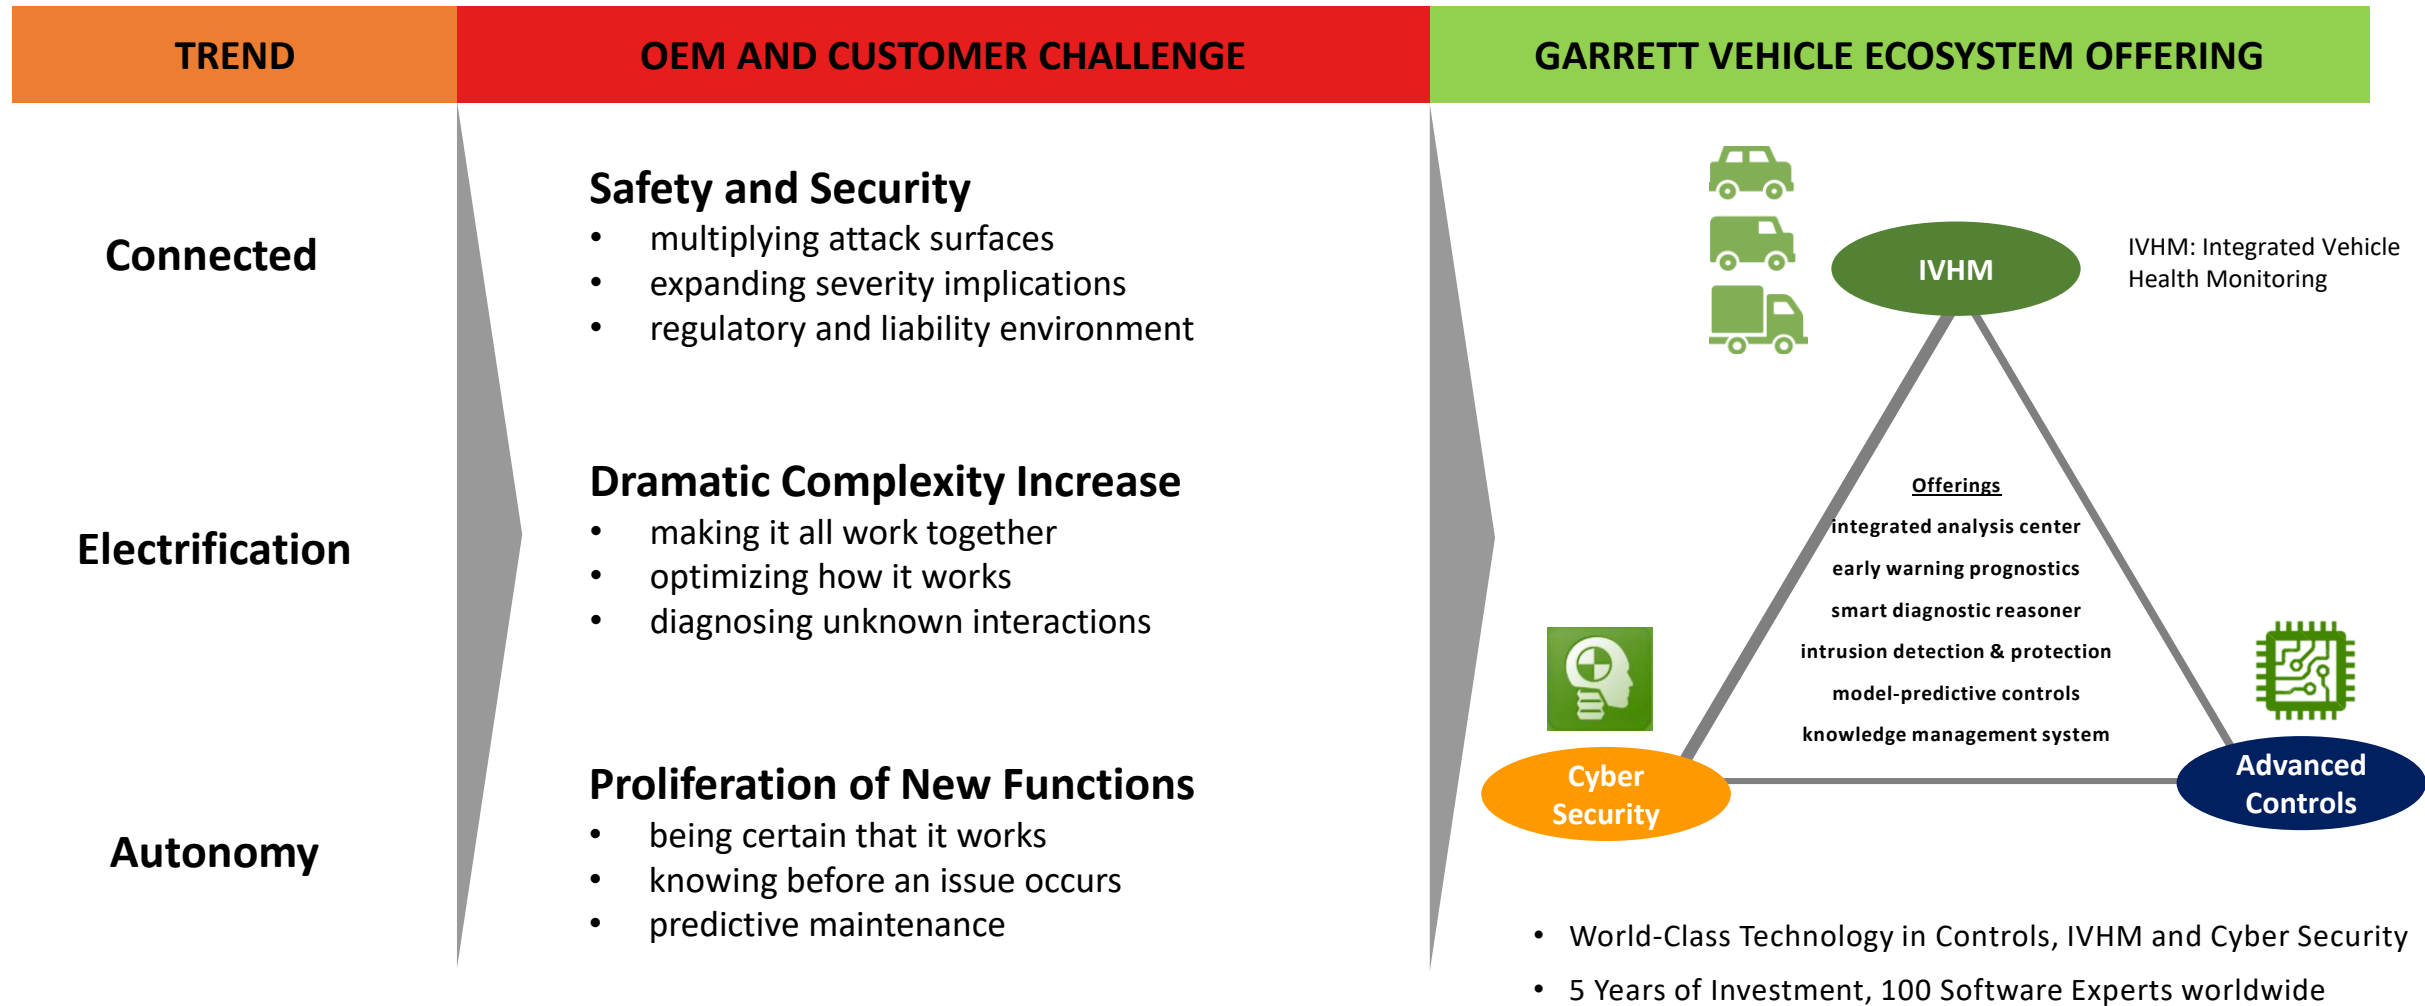 TREND
OEM AND CUSTOMER CHALLENGE
GARRETT VEHICLE ECOSYSTEM OFFERING
Connected
Safety and Security
• multiplying attack surfaces
• expanding severity implications
• regulatory and liability environment
Electrification
Dramatic Complexity Increase
• making it all work together
• optimizing how it works
• diagnosing unknown interactions
Autonomy
Proliferation of New Functions
• being certain that it works
• knowing before an issue occurs
• predictive maintenance
IVHM
IVHM: Integrated Vehicle
Health Monitoring
Offerings
integrated analysis center
early warning prognostics
smart diagnostic reasoner
intrusion detection & protection
model-predictive controls
knowledge management system
Cyber
Security
Advanced
Controls
• World-Class Technology in Controls, IVHM and Cyber Security
• 5 Years of Investment, 100 Software Experts worldwide